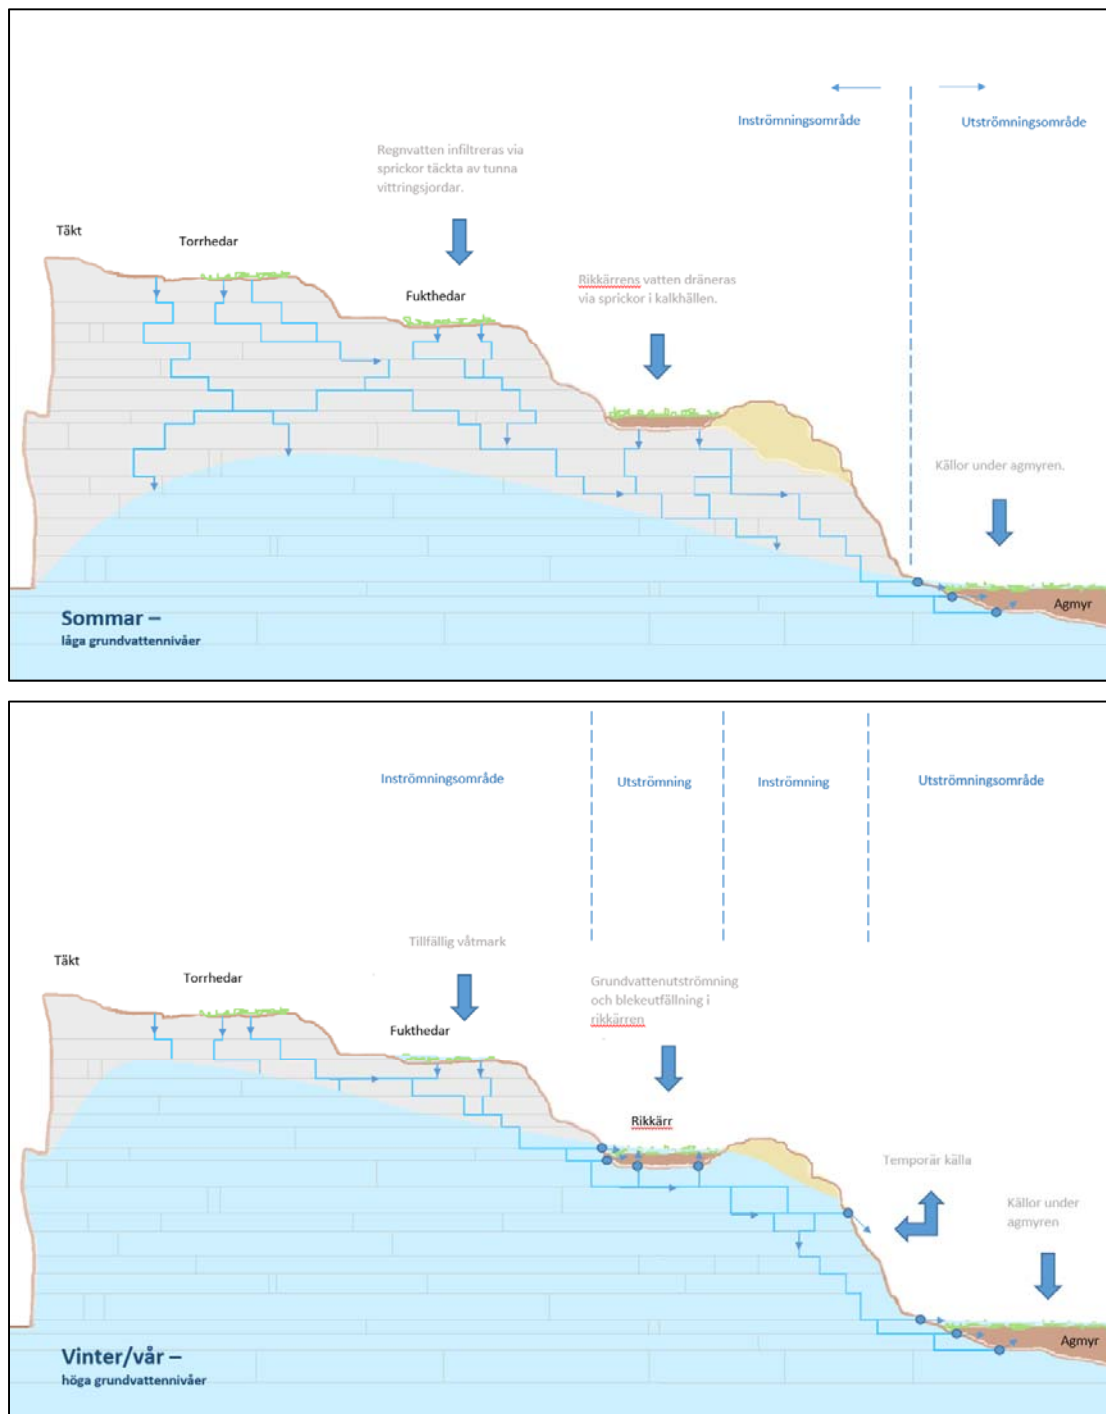 Inströmningsområde
Utströmningsområde
Regnvatten infiltreras via
sprickor täckta av tunna
vittringsjordar.
Täkt
Torrhedar
Fukthedar
Rikkärrens vatten dräneras
via sprickor i kalkhällen.
Källor under agmyren.
Agmyr
Sommar –
låga grundvattennivåer
Inströmningsområde
Utströmning
Inströmning
Utströmningsområde
Tillfällig våtmark
Täkt
Torrhedar
Fukthedar
Grundvattenutströmning
och blekeutfällning i
rikkärren
Rikkärr
Temporär källa
Källor under
agmyren
Agmyr
Vinter/vår –
höga grundvattennivåer